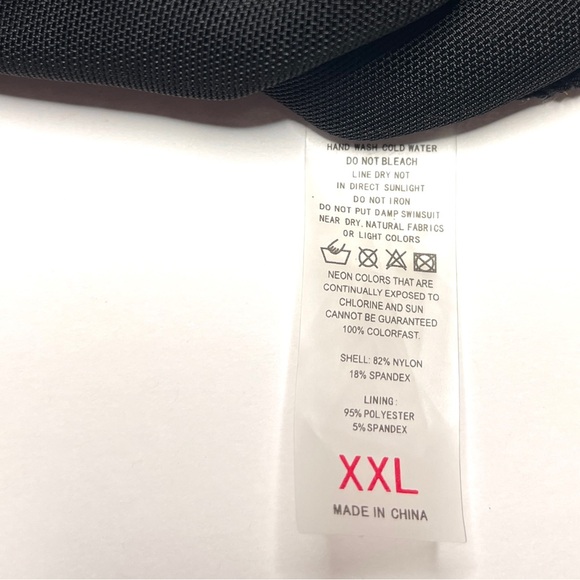 HAND WASH COLD WATER
DO NOT BLEACH
LINE DRY NOT
IN DIRECT SUNLIGHT
DO NOT IRON
DO NOT PUT DAMP SWIMSUIT
NEAR DRY, NATURAL FABRICS
OR LIGHT COLORS
NEON COLORS THAT ARE
CONTINUALLY EXPOSED TO
CHLORINE AND SUN
CANNOT BE GUARANTEED
100% COLORFAST.
SHELL: 82% NYLON
18% SPANDEX
LINING:
95% POLYESTER
5% SPANDEX
XXL
MADE IN CHINA